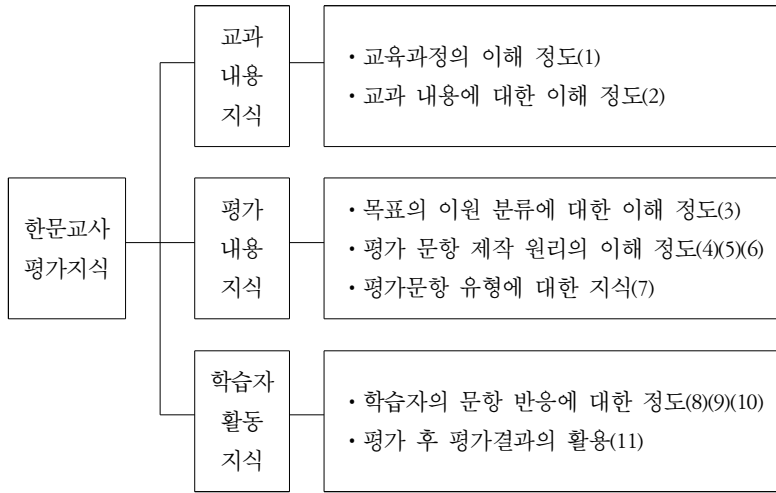 교과
내용
지식
・교육과정의 이해 정도(1)
・교과 내용에 대한 이해 정도(2)
한문교사
평가지식
평가
내용
지식
・목표의 이원 분류에 대한 이해 정도(3)
・평가 문항 제작 원리의 이해 정도(4)(5)(6)
・평가문항 유형에 대한 지식(7)
학습자
활동
지식
・학습자의 문항 반응에 대한 정도(8)(9)(10)
・평가 후 평가결과의 활용(11)